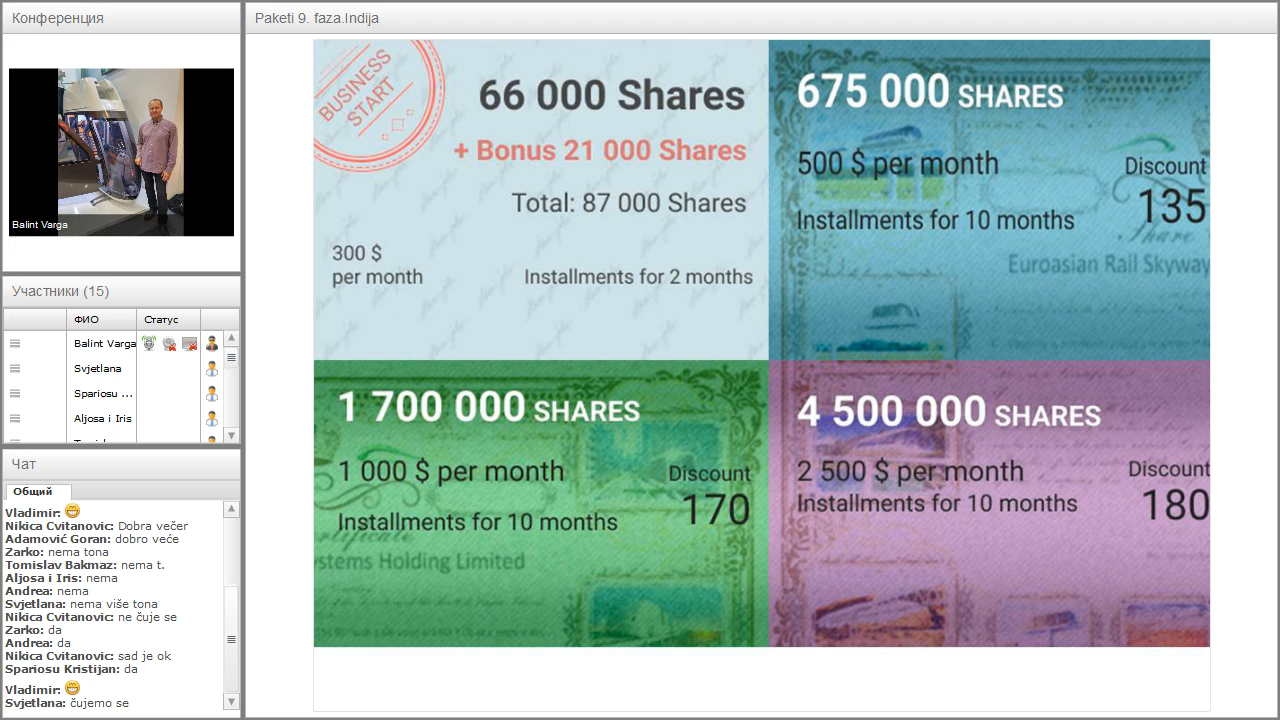 Конференция
Balint Varga
Участники (15)
ФИО Статус
Balint Varga
Svjetlana
Spariosu ...
Aljosa i Iris
Чат
Общий
Vladimir:
Nikica Cvitanovic: Dobra večer
Adamović Goran: dobro veće
Zarko: nema tona
Tomislav Bakmaz: nema t.
Aljosa i Iris: nema
Andrea: nema
Svjetlana: nema više tona
Nikica Cvitanovic: ne čuje se
Zarko: da
Andrea: da
Nikica Cvitanovic: sad je ok
Spariosu Kristijan: da
Vladimir:
Svjetlana: čujemo se
Paketi 9. faza.Indija
BUSINESS
START
66 000 Shares
+ Bonus 21 000 Shares
Total: 87 000 Shares
300 $
per month
Installments for 2 months
675 000 SHARES
500 $ per month
Discount
135
Installments for 10 months
Share
Euroasian Rail Skyway
1 700 000 SHARES
1 000 $ per month
Discount
170
Installments for 10 months
stems Holding Limited
4 500 000 SHARES
2 500 $ per month
Discount
180
Installments for 10 months